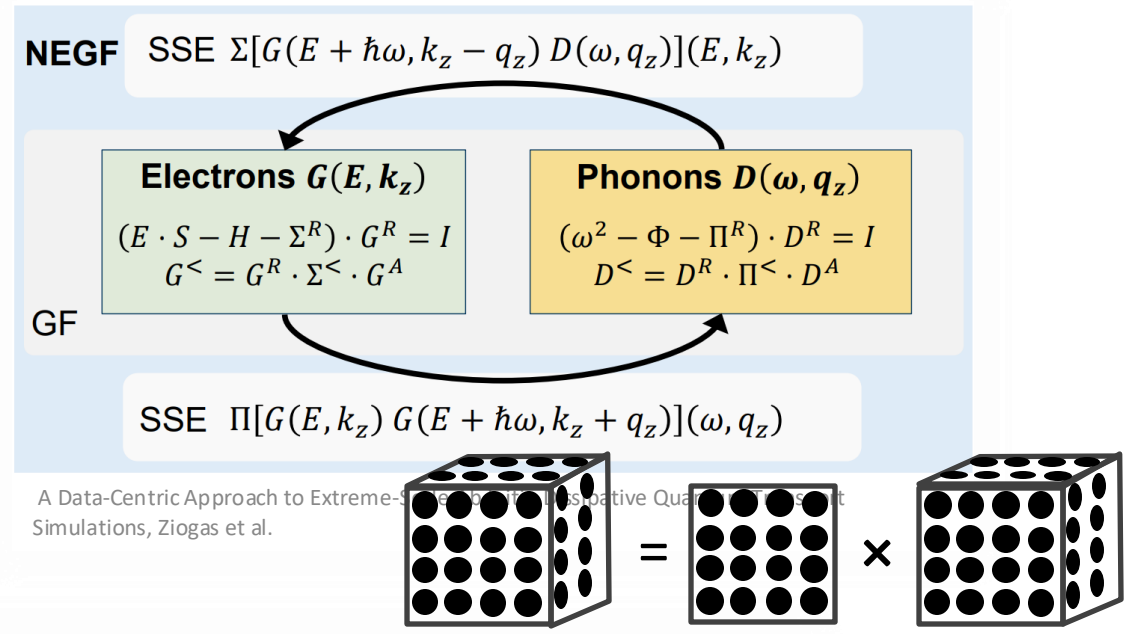 NEGF SSE Σ[G(E + ħω, k_z − q_z) D(ω, q_z)](E, k_z)
Electrons G(E, k_z)
(E · S − H − Σ^R) · G^R = I
G^< = G^R · Σ^< · G^A
Phonons D(ω, q_z)
(ω^2 − Φ − Π^R) · D^R = I
D^< = D^R · Π^< · D^A
GF
SSE Π[G(E, k_z) G(E + ħω, k_z + q_z)](ω, q_z)
A Data-Centric Approach to Extreme-
Simulations, Ziogas et al.
= ×